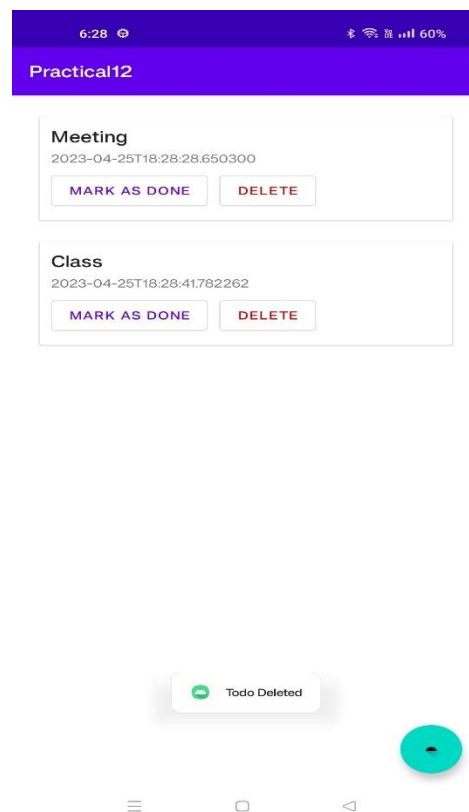 6:28 60%
Practical12
Meeting
2023-04-25T18:28:28.650300
MARK AS DONE DELETE
Class
2023-04-25T18:28:41.782262
MARK AS DONE DELETE
Todo Deleted